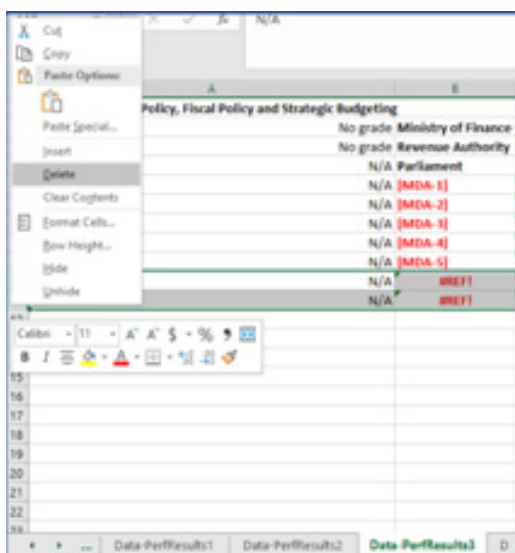 N/A
Cut
Copy
Paste Options:
Paste Special...
Insert
Delete
Clear Contents
Format Cells...
Row Height...
Hide
Unhide
A B
Policy, Fiscal Policy and Strategic Budgeting
No grade Ministry of Finance
No grade Revenue Authority
N/A Parliament
N/A [MDA-1]
N/A [MDA-2]
N/A [MDA-3]
N/A [MDA-4]
N/A [MDA-5]
N/A #REF!
N/A #REF!
Calibri 11 A A $ % ,
B I A
15
16
17
18
19
20
21
22
23
... Data-PerfResults1 Data-PerfResults2 Data-PerfResults3 D